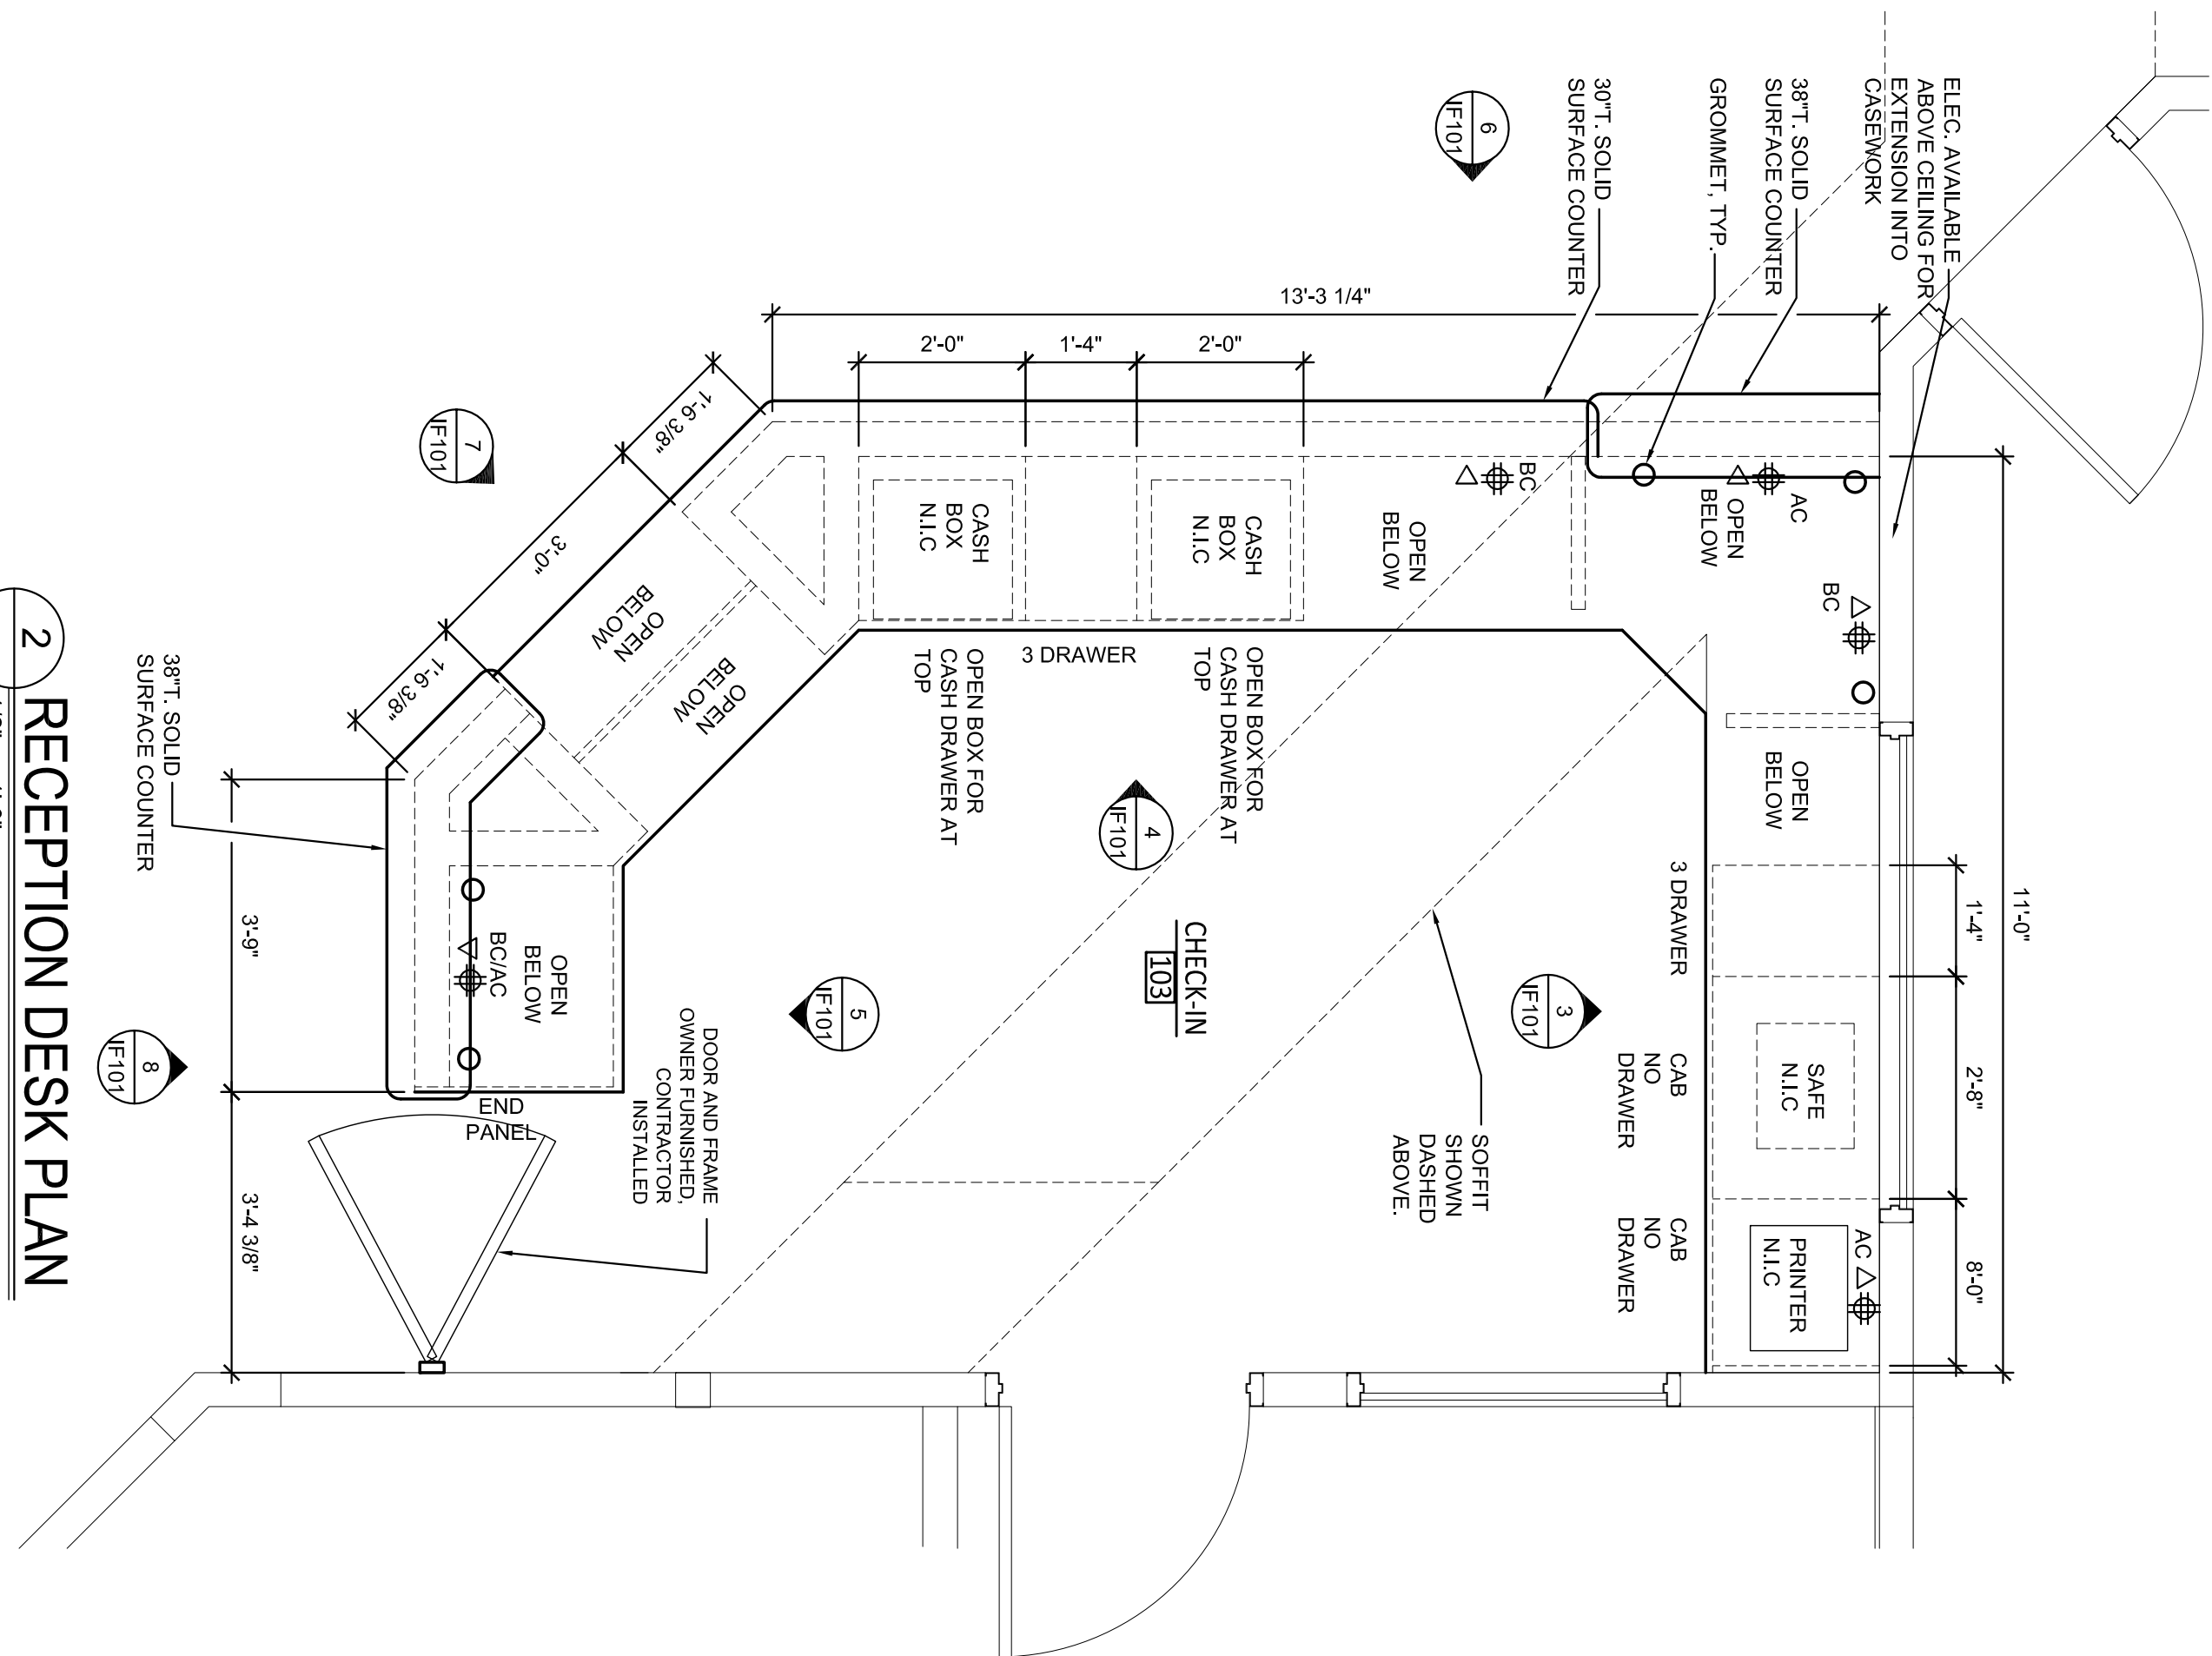 ELEC. AVAILABLE
ABOVE CEILING FOR
EXTENSION INTO
CASEWORK
38"T. SOLID
SURFACE COUNTER
GROMMET, TYP.
30"T. SOLID
SURFACE COUNTER
6
IF101
13'-3 1/4"
2'-0"
1'-4"
2'-0"
1'-6 3/8"
3'-0"
1'-6 3/8"
7
IF101
11'-0"
1'-4"
2'-8"
8'-0"
AC
OPEN
BELOW
BC
OPEN
BELOW
BC
OPEN
BELOW
CASH
BOX
N.I.C
CASH
BOX
N.I.C
OPEN
BELOW
OPEN
BELOW
OPEN BOX FOR
CASH DRAWER AT
TOP
3 DRAWER
OPEN BOX FOR
CASH DRAWER AT
TOP
3 DRAWER
SAFE
N.I.C
CAB
NO
DRAWER
AC
PRINTER
N.I.C
CAB
NO
DRAWER
4
IF101
CHECK-IN
103
3
IF101
5
IF101
SOFFIT
SHOWN
DASHED
ABOVE.
DOOR AND FRAME
OWNER FURNISHED,
CONTRACTOR
INSTALLED
OPEN
BELOW
BC/AC
END
PANEL
38"T. SOLID
SURFACE COUNTER
3'-9"
3'-4 3/8"
8
IF101
2
RECEPTION DESK PLAN